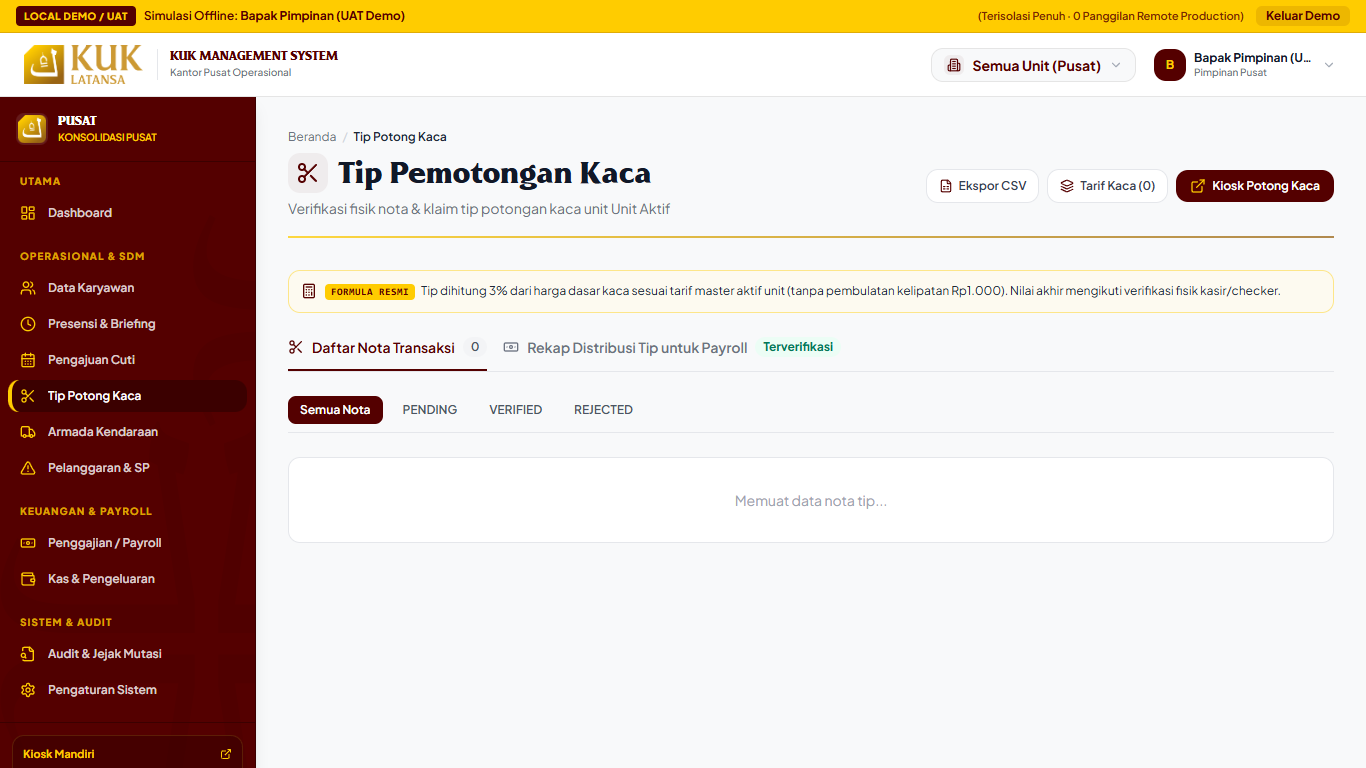 LOCAL DEMO / UAT Simulasi Offline: Bapak Pimpinan (UAT Demo) (Terisolasi Penuh · 0 Panggilan Remote Production) Keluar Demo
KUK LATANSA
KUK MANAGEMENT SYSTEM
Kantor Pusat Operasional
Semua Unit (Pusat)
B
Bapak Pimpinan (U...
Pimpinan Pusat
PUSAT
KONSOLIDASI PUSAT
UTAMA
Dashboard
OPERASIONAL & SDM
Data Karyawan
Presensi & Briefing
Pengajuan Cuti
Tip Potong Kaca
Armada Kendaraan
Pelanggaran & SP
KEUANGAN & PAYROLL
Penggajian / Payroll
Kas & Pengeluaran
SISTEM & AUDIT
Audit & Jejak Mutasi
Pengaturan Sistem
Kiosk Mandiri
Beranda / Tip Potong Kaca
Tip Pemotongan Kaca
Verifikasi fisik nota & klaim tip potongan kaca unit Unit Aktif
Ekspor CSV Tarif Kaca (0) Kiosk Potong Kaca
FORMULA RESMI Tip dihitung 3% dari harga dasar kaca sesuai tarif master aktif unit (tanpa pembulatan kelipatan Rp1.000). Nilai akhir mengikuti verifikasi fisik kasir/checker.
Daftar Nota Transaksi 0 Rekap Distribusi Tip untuk Payroll Terverifikasi
Semua Nota PENDING VERIFIED REJECTED
Memuat data nota tip...